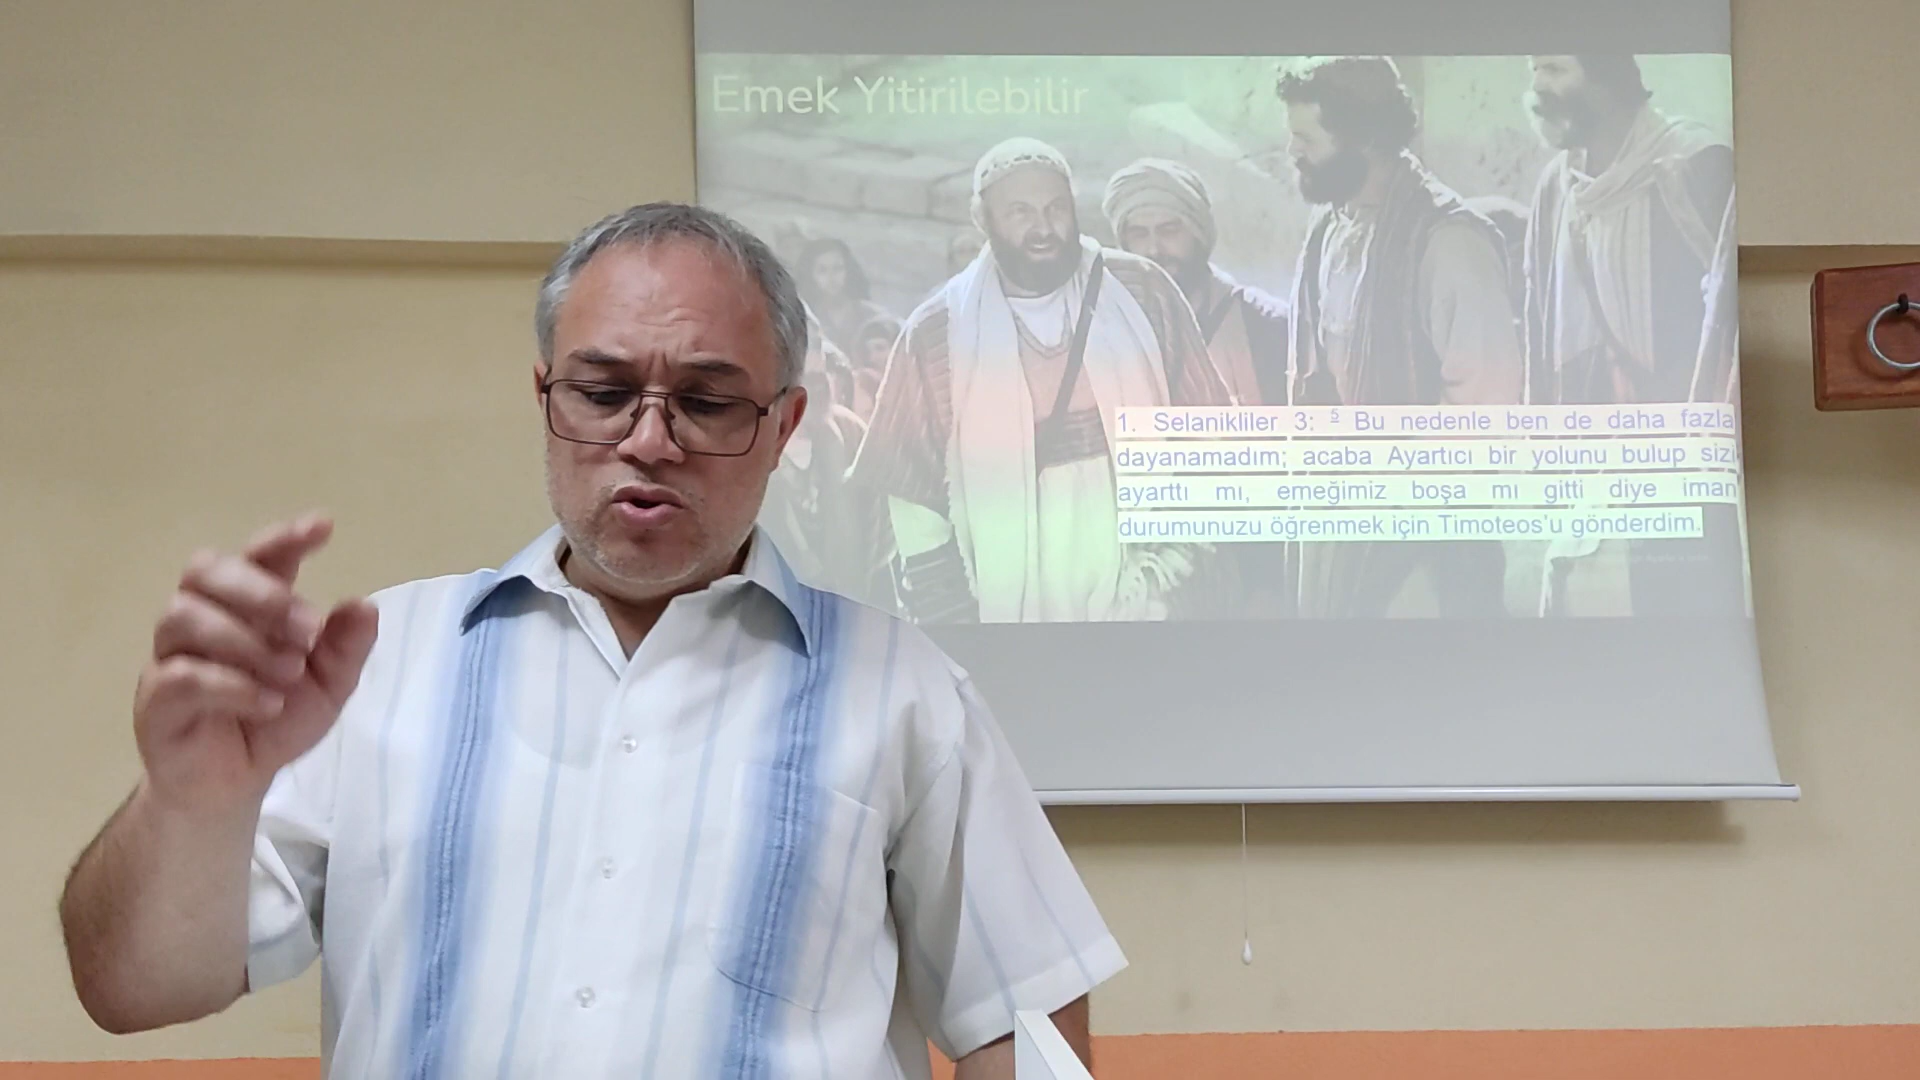 Emek Yitirilebilir
1. Selanikliler 3: ⁵ Bu nedenle ben de daha fazla
dayanamadım; acaba Ayartıcı bir yolunu bulup sizi
ayarttı mı, emeğimiz boşa mı gitti diye iman
durumunuzu öğrenmek için Timoteos'u gönderdim.